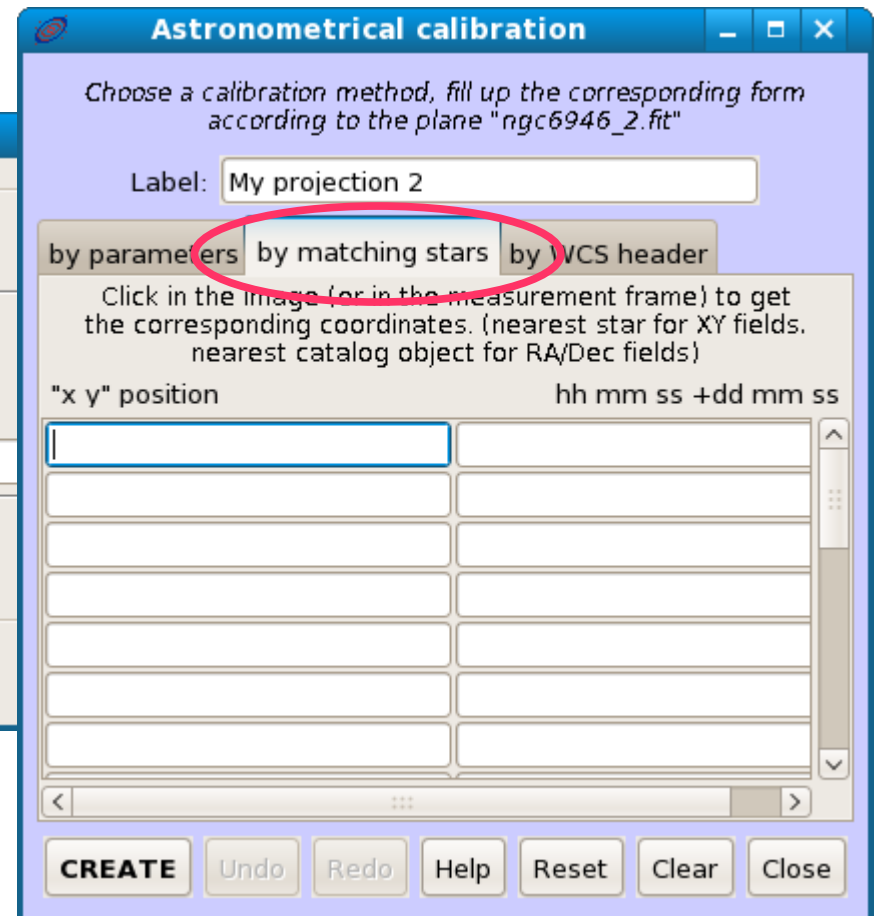 Astronometrical calibration
Choose a calibration method, fill up the corresponding form
according to the plane "ngc6946_2.fit"
Label: My projection 2
by parameters by matching stars by WCS header
Click in the image (or in the measurement frame) to get
the corresponding coordinates. (nearest star for XY fields.
nearest catalog object for RA/Dec fields)
"x y" position hh mm ss +dd mm ss
CREATE Undo Redo Help Reset Clear Close